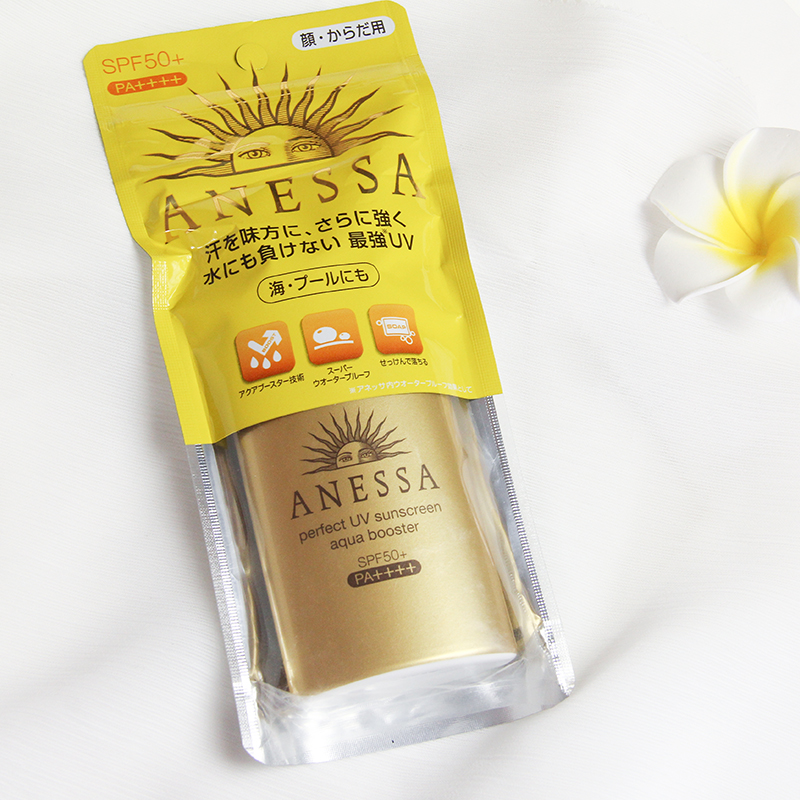 SPF50+
PA++++
顔・からだ用
ANESSA
汗を味方に、さらに強く
水にも負けない 最強UV
海・プールにも
SOAP
アクアブースター技術
スーパー
ウオータープルーフ
せっけんで落ちる
ANESSA
perfect UV sunscreen
aqua booster
SPF50+
PA++++